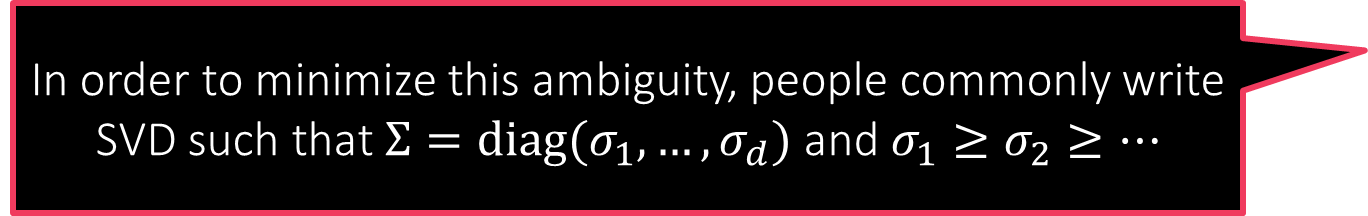 In order to minimize this ambiguity, people commonly write
SVD such that Σ = diag(σ₁, … , σ_d) and σ₁ ≥ σ₂ ≥ ⋯